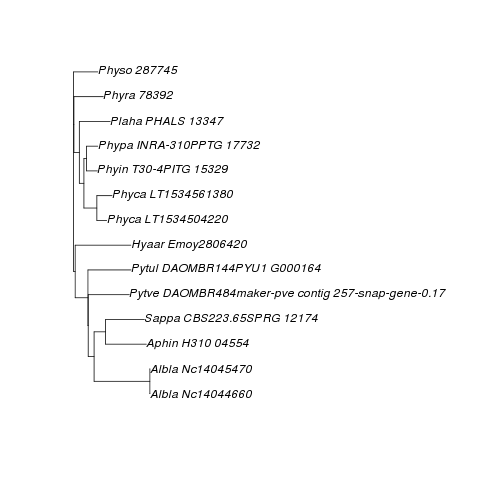 Physo 287745
Phyra 78392
Plaha PHALS 13347
Phypa INRA-310PPTG 17732
Phyin T30-4PITG 15329
Phyca LT1534561380
Phyca LT1534504220
Hyaar Emoy2806420
Pytul DAOMBR144PYU1 G000164
Pytve DAOMBR484maker-pve contig 257-snap-gene-0.17
Sappa CBS223.65SPRG 12174
Aphin H310 04554
Albla Nc14045470
Albla Nc14044660